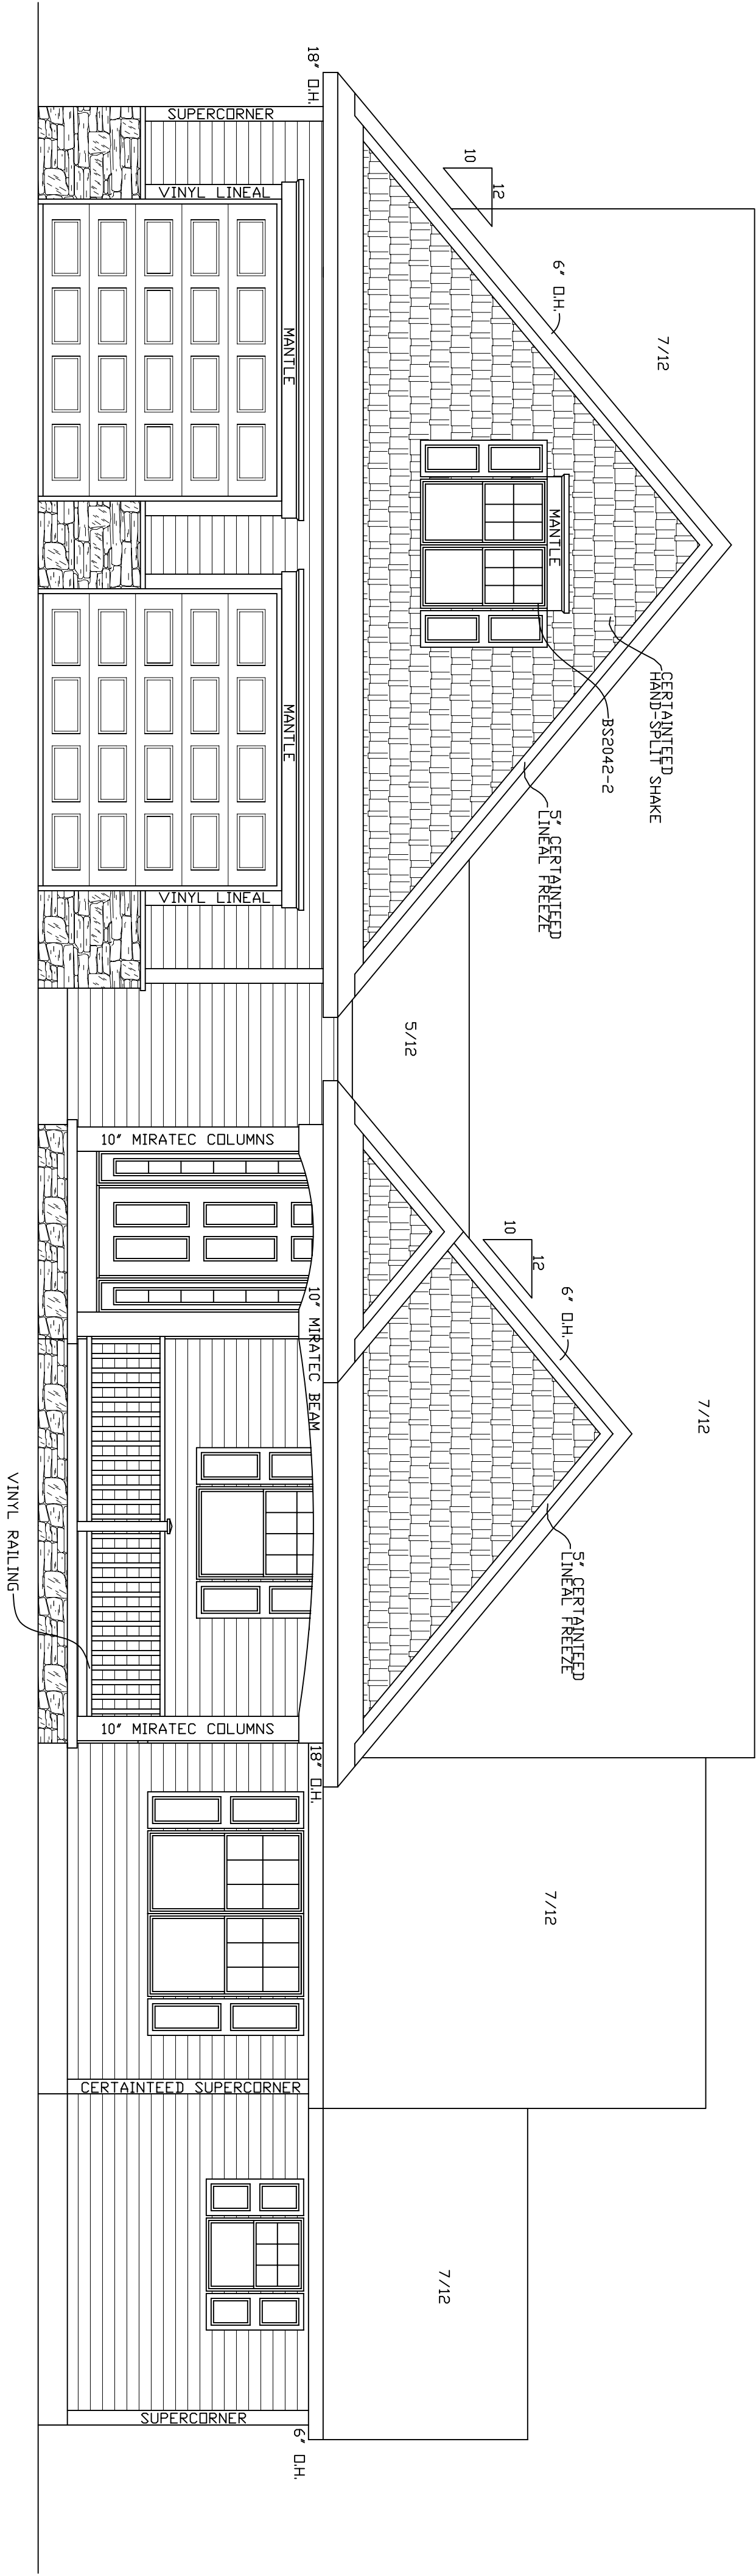 18" O.H.
SUPERCORNER
VINYL LINEAL
MANTLE
MANTLE
VINYL LINEAL
10
12
6" O.H.
7/12
MANTLE
CERTAINTEED
HAND-SPLIT SHAKE
BS2042-2
5" CERTAINTEED
LINEAL FREEZE
5/12
10" MIRATEC COLUMNS
10" MIRATEC BEAM
10
12
6" O.H.
7/12
5" CERTAINTEED
LINEAL FREEZE
VINYL RAILING
10" MIRATEC COLUMNS
18" O.H.
7/12
CERTAINTEED SUPERCORNER
7/12
SUPERCORNER
6" O.H.